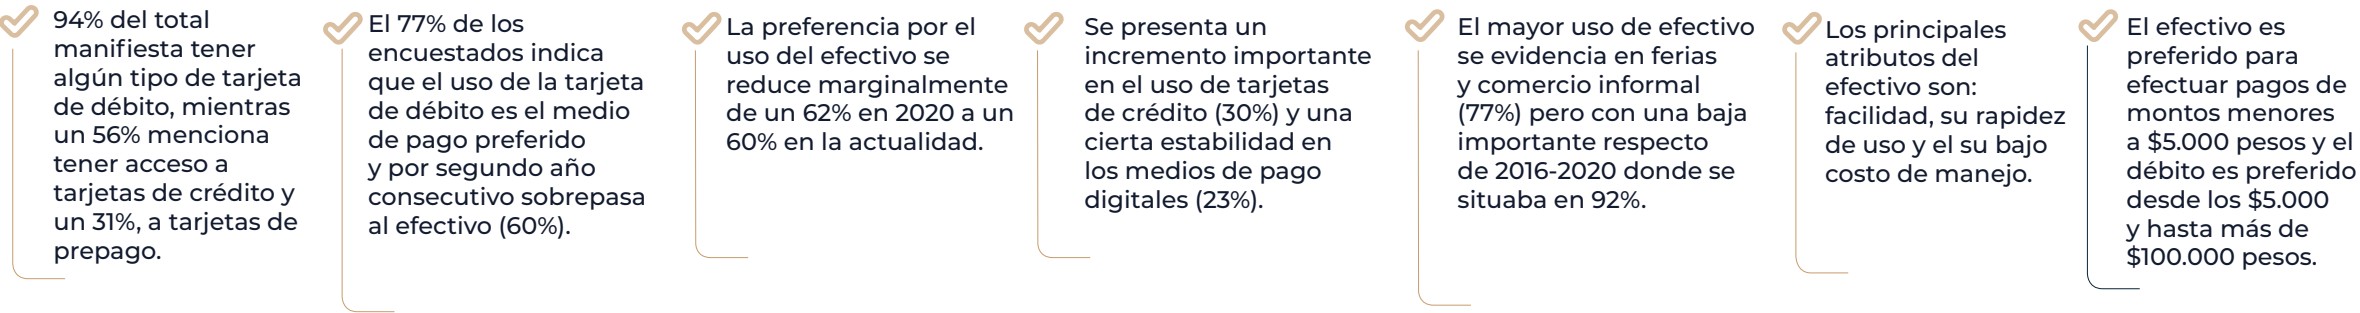 94% del total
manifiesta tener
algún tipo de tarjeta
de débito, mientras
un 56% menciona
tener acceso a
tarjetas de crédito y
un 31%, a tarjetas de
prepago.
El 77% de los
encuestados indica
que el uso de la tarjeta
de débito es el medio
de pago preferido
y por segundo año
consecutivo sobrepasa
al efectivo (60%).
La preferencia por el
uso del efectivo se
reduce marginalmente
de un 62% en 2020 a un
60% en la actualidad.
Se presenta un
incremento importante
en el uso de tarjetas
de crédito (30%) y una
cierta estabilidad en
los medios de pago
digitales (23%).
El mayor uso de efectivo
se evidencia en ferias
y comercio informal
(77%) pero con una baja
importante respecto
de 2016-2020 donde se
situaba en 92%.
Los principales
atributos del
efectivo son:
facilidad, su rapidez
de uso y el su bajo
costo de manejo.
El efectivo es
preferido para
efectuar pagos de
montos menores
a $5.000 pesos y el
débito es preferido
desde los $5.000
y hasta más de
$100.000 pesos.